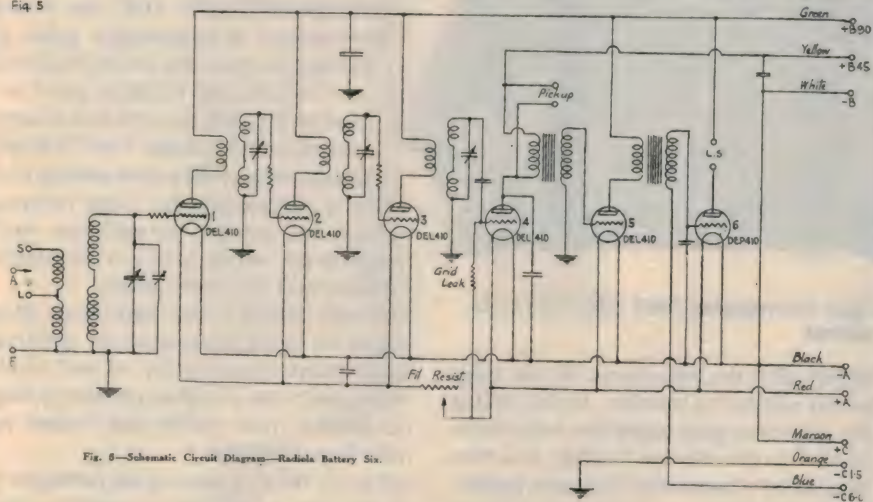 Fig. 5
Green
+B90
Yellow
+B45
White
-B
Pickup
L.S
1
DEL410
2
DEL410
3
DEL410
4
DEL410
5
DEL410
6
DEP410
S
A
L
E
Grid
Leak
Fil Resist.
Black
-A
Red
+A
Maroon
+C
Orange
-C1·5
Blue
Fig. 6—Schematic Circuit Diagram—Radiola Battery Six.